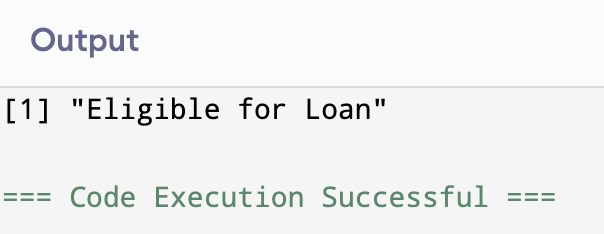 Output
[1] "Eligible for Loan"
=== Code Execution Successful ===